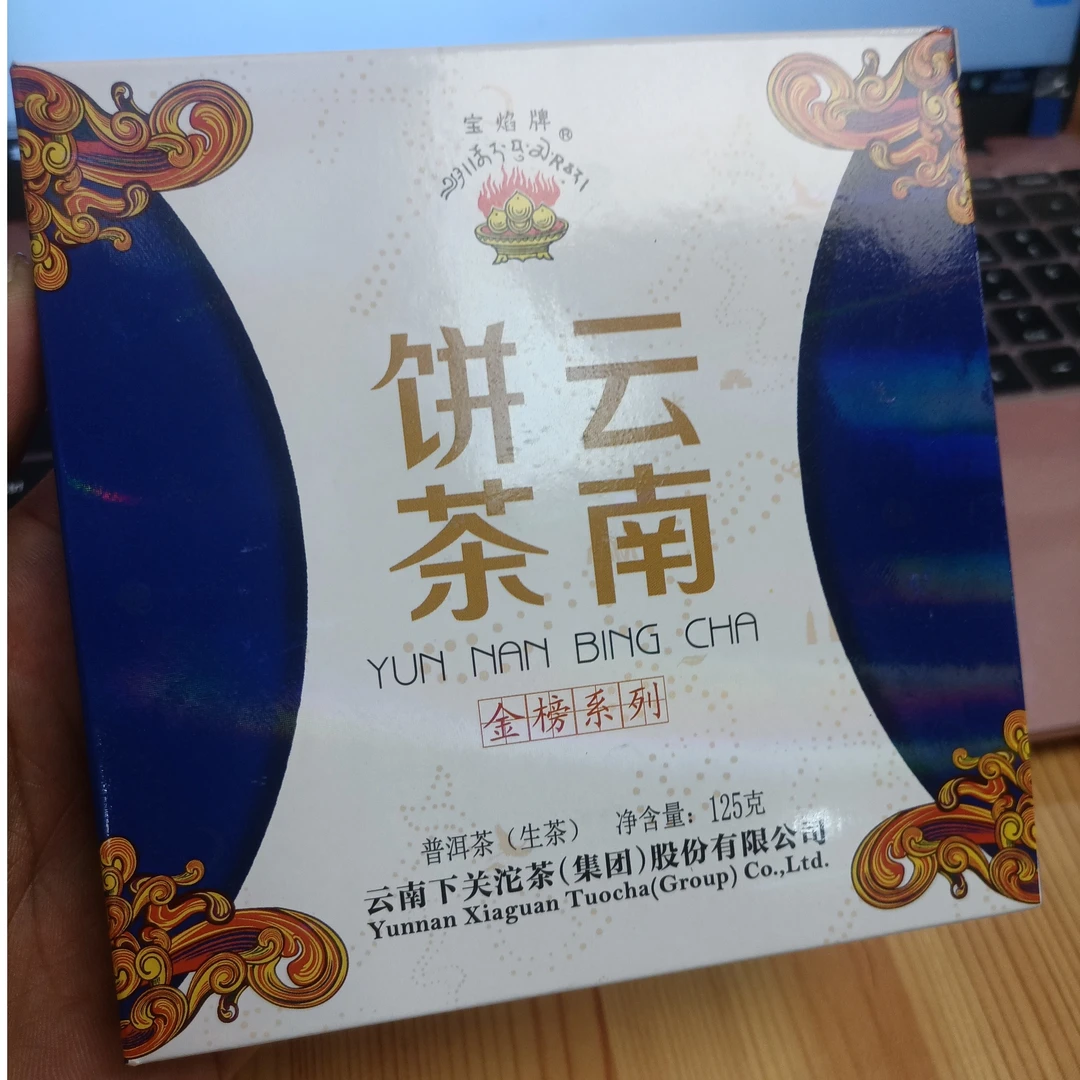 宝焰牌®
云南
饼茶
YUN NAN BING CHA
金榜系列
普洱茶（生茶） 净含量：125克
云南下关沱茶(集团)股份有限公司
Yunnan Xiaguan Tuocha(Group) Co.,Ltd.